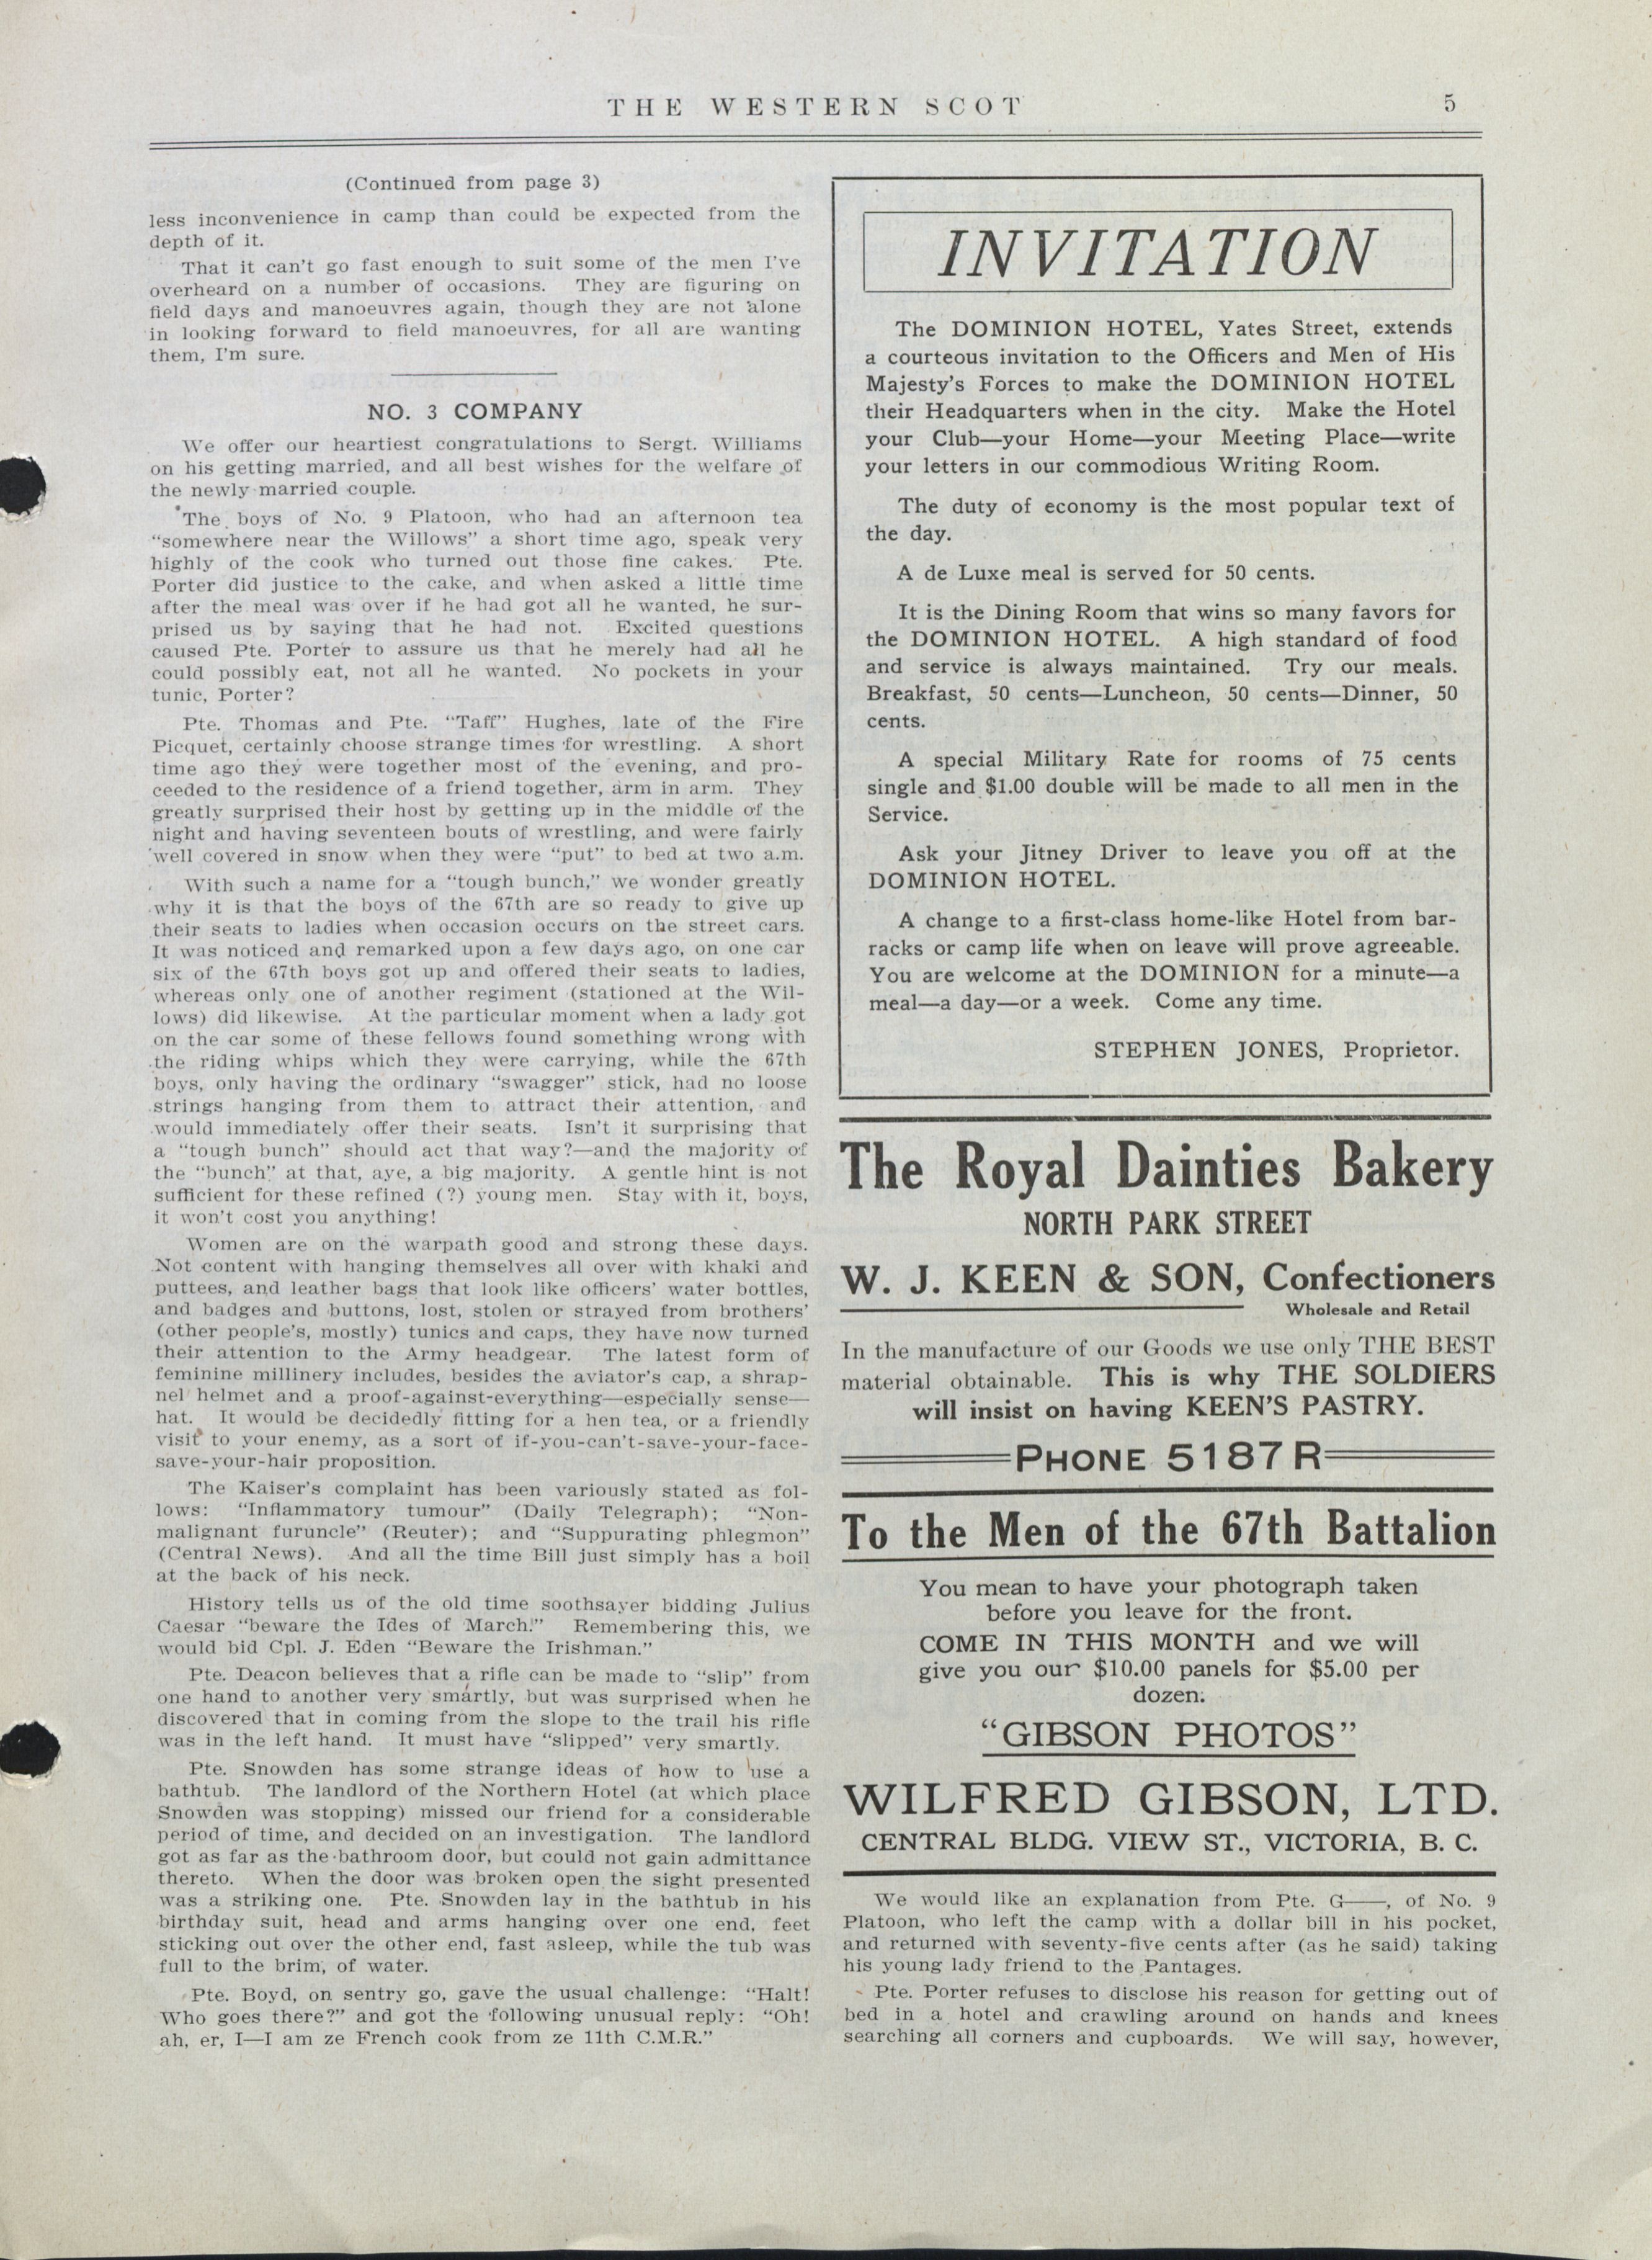 THE WESTERN SCOT
5
(Continued from page 3)
less inconvenience in camp than could be expected from the
depth of it.
That it can't go fast enough to suit some of the men I've
overheard on a number of occasions. They are figuring on
field days and manoeuvres again, though they are not alone
in looking forward to field manoeuvres, for all are wanting
them, I'm sure.
NO. 3 COMPANY
We offer our heartiest congratulations to Sergt. Williams
on his getting married, and all best wishes for the welfare of
the newly married couple.
The boys of No. 9 Platoon, who had an afternoon tea
"somewhere near the Willows" a short time ago, speak very
highly of the cook who turned out those fine cakes. Pte.
Porter did justice to the cake, and when asked a little time
after the meal was over if he had got all he wanted, he sur-
prised us by saying that he had not. Excited questions
caused Pte. Porter to assure us that he merely had all he
could possibly eat, not all he wanted. No pockets in your
tunic, Porter?
Pte. Thomas and Pte. "Taff" Hughes, late of the Fire
Picquet, certainly choose strange times for wrestling. A short
time ago they were together most of the evening, and pro-
ceeded to the residence of a friend together, arm in arm. They
greatly surprised their host by getting up in the middle of the
night and having seventeen bouts of wrestling, and were fairly
well covered in snow when they were "put" to bed at two a.m.
With such a name for a "tough bunch," we wonder greatly
why it is that the boys of the 67th are so ready to give up
their seats to ladies when occasion occurs on the street cars.
It was noticed and remarked upon a few days ago, on one car
six of the 67th boys got up and offered their seats to ladies,
whereas only one of another regiment (stationed at the Wil-
lows) did likewise. At the particular moment when a lady got
on the car some of these fellows found something wrong with
the riding whips which they were carrying, while the 67th
boys, only having the ordinary "swagger" stick, had no loose
strings hanging from them to attract their attention, and
would immediately offer their seats. Isn't it surprising that
a "tough bunch" should act that way?—and the majority of
the "bunch" at that, aye, a big majority. A gentle hint is not
sufficient for these refined (?) young men. Stay with it, boys,
it won't cost you anything!
Women are on the warpath good and strong these days.
Not content with hanging themselves all over with khaki and
puttees, and leather bags that look like officers' water bottles,
and badges and buttons, lost, stolen or strayed from brothers'
(other people's, mostly) tunics and caps, they have now turned
their attention to the Army headgear. The latest form of
feminine millinery includes, besides the aviator's cap, a shrap-
nel helmet and a proof-against-everything—especially sense—
hat. It would be decidedly fitting for a hen tea, or a friendly
visit to your enemy, as a sort of if-you-can't-save-your-face-
save-your-hair proposition.
The Kaiser's complaint has been variously stated as fol-
lows: "Inflammatory tumour" (Daily Telegraph); "Non-
malignant furuncle" (Reuter); and "Suppurating phlegmon"
(Central News). And all the time Bill just simply has a boil
at the back of his neck.
History tells us of the old time soothsayer bidding Julius
Caesar "beware the Ides of March." Remembering this, we
would bid Cpl. J. Eden "Beware the Irishman."
Pte. Deacon believes that a rifle can be made to "slip" from
one hand to another very smartly, but was surprised when he
discovered that in coming from the slope to the trail his rifle
was in the left hand. It must have "slipped" very smartly.
Pte. Snowden has some strange ideas of how to use a
bathtub. The landlord of the Northern Hotel (at which place
Snowden was stopping) missed our friend for a considerable
period of time, and decided on an investigation. The landlord
got as far as the bathroom door, but could not gain admittance
thereto. When the door was broken open the sight presented
was a striking one. Pte. Snowden lay in the bathtub in his
birthday suit, head and arms hanging over one end, feet
sticking out over the other end, fast asleep, while the tub was
full to the brim, of water.
Pte. Boyd, on sentry go, gave the usual challenge: "Halt!
Who goes there?" and got the following unusual reply: "Oh!
ah, er, I—I am ze French cook from ze 11th C.M.R."
INVITATION
The DOMINION HOTEL, Yates Street, extends
a courteous invitation to the Officers and Men of His
Majesty's Forces to make the DOMINION HOTEL
their Headquarters when in the city. Make the Hotel
your Club—your Home—your Meeting Place—write
your letters in our commodious Writing Room.
The duty of economy is the most popular text of
the day.
A de Luxe meal is served for 50 cents.
It is the Dining Room that wins so many favors for
the DOMINION HOTEL. A high standard of food
and service is always maintained. Try our meals.
Breakfast, 50 cents—Luncheon, 50 cents—Dinner, 50
cents.
A special Military Rate for rooms of 75 cents
single and $1.00 double will be made to all men in the
Service.
Ask your Jitney Driver to leave you off at the
DOMINION HOTEL.
A change to a first-class home-like Hotel from bar-
racks or camp life when on leave will prove agreeable.
You are welcome at the DOMINION for a minute—a
meal—a day—or a week. Come any time.
STEPHEN JONES, Proprietor.
The Royal Dainties Bakery
NORTH PARK STREET
W. J. KEEN & SON, Confectioners
Wholesale and Retail
In the manufacture of our Goods we use only THE BEST
material obtainable. This is why THE SOLDIERS
will insist on having KEEN'S PASTRY.
PHONE 5187 R
To the Men of the 67th Battalion
You mean to have your photograph taken
before you leave for the front.
COME IN THIS MONTH and we will
give you our $10.00 panels for $5.00 per
dozen.
"GIBSON PHOTOS"
WILFRED GIBSON, LTD.
CENTRAL BLDG. VIEW ST., VICTORIA, B. C.
We would like an explanation from Pte. G——, of No. 9
Platoon, who left the camp with a dollar bill in his pocket,
and returned with seventy-five cents after (as he said) taking
his young lady friend to the Pantages.
Pte. Porter refuses to disclose his reason for getting out of
bed in a hotel and crawling around on hands and knees
searching all corners and cupboards. We will say, however,